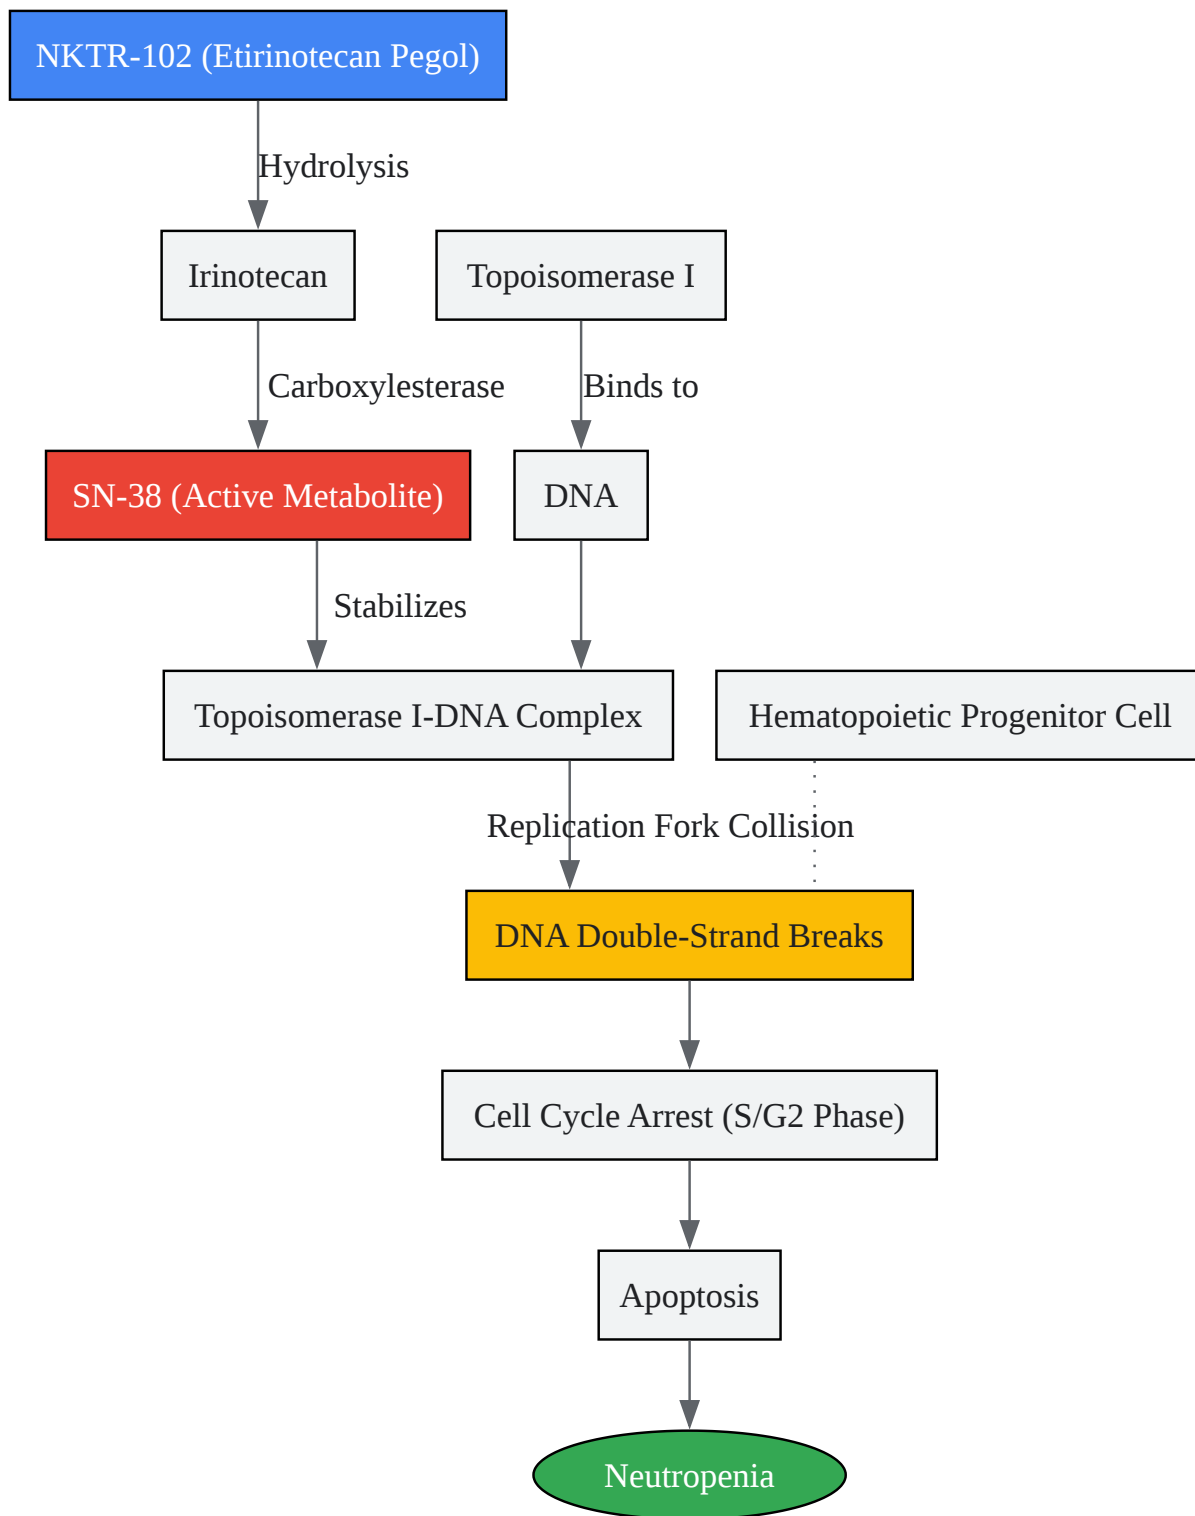 NKTR-102 (Etirinotecan Pegol)
Hydrolysis
Irinotecan
Topoisomerase I
Carboxylesterase
Binds to
SN-38 (Active Metabolite)
DNA
Stabilizes
Topoisomerase I-DNA Complex
Hematopoietic Progenitor Cell
Replication Fork Collision
DNA Double-Strand Breaks
Cell Cycle Arrest (S/G2 Phase)
Apoptosis
Neutropenia